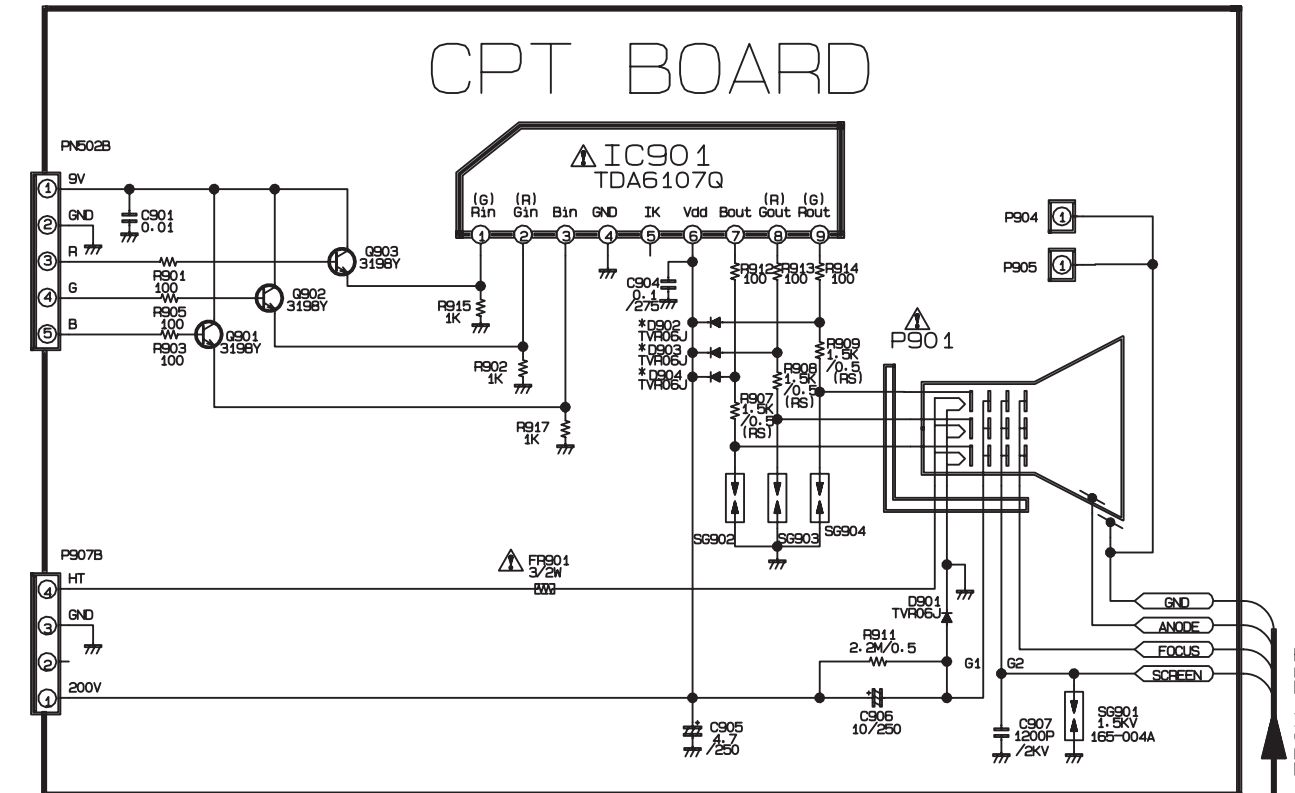 CPT BOARD
PN502B
1
9V
2
GND
3
R
4
G
5
B
C901
0.01
R901
100
R905
100
R903
100
Q903
3198Y
Q902
3198Y
Q901
3198Y
IC901
TDA6107Q
(G) (R) (R) (G)
Rin Gin Bin GND IK Vdd Bout Gout Rout
1 2 3 4 5 6 7 8 9
R915
1K
R902
1K
R917
1K
C904
0.1
/275
R912
100
R913
100
R914
100
*D902
TVR06J
*D903
TVR06J
*D904
TVR06J
R909
1.5K
/0.5
(RS)
R908
1.5K
/0.5
(RS)
R907
1.5K
/0.5
(RS)
P904
1
P905
1
P901
SG902
SG903
SG904
P907B
4
HT
3
GND
2
1
200V
FR901
3/2W
D901
TVR06J
R911
2.2M/0.5
C906
10/250
C905
4.7
/250
G1
G2
GND
ANODE
FOCUS
SCREEN
C907
1200P
/2KV
SG901
1.5KV
165-004A